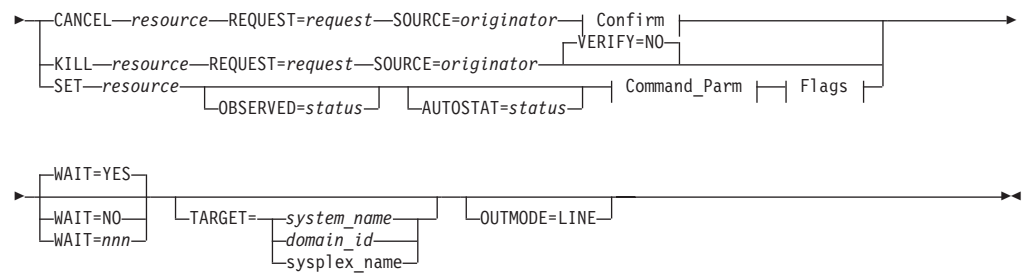 CANCEL resource REQUEST=request SOURCE=originator Confirm
VERIFY=NO
KILL resource REQUEST=request SOURCE=originator
SET resource Command_Parm Flags
OBSERVED=status AUTOSTAT=status
WAIT=YES
WAIT=NO TARGET= system_name OUTMODE=LINE
WAIT=nnn domain_id
sysplex_name